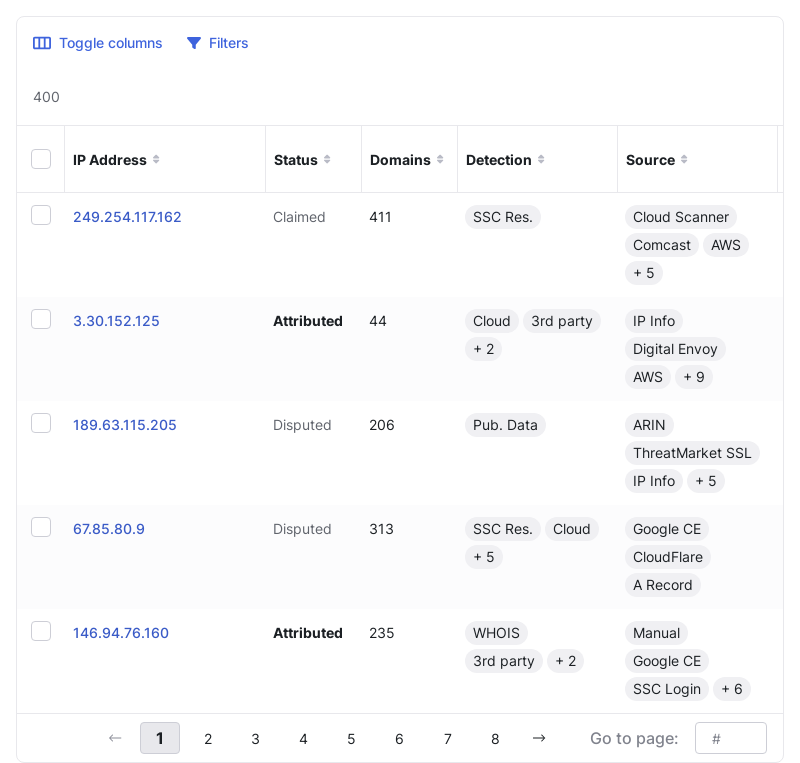 Toggle columns Filters
400
IP Address Status Domains Detection Source
249.254.117.162 Claimed 411 SSC Res. Cloud Scanner
Comcast AWS
+ 5
3.30.152.125 Attributed 44 Cloud 3rd party IP Info
+ 2 Digital Envoy
AWS + 9
189.63.115.205 Disputed 206 Pub. Data ARIN
ThreatMarket SSL
IP Info + 5
67.85.80.9 Disputed 313 SSC Res. Cloud Google CE
+ 5 CloudFlare
A Record
146.94.76.160 Attributed 235 WHOIS Manual
3rd party + 2 Google CE
SSC Login + 6
← 1 2 3 4 5 6 7 8 → Go to page: #